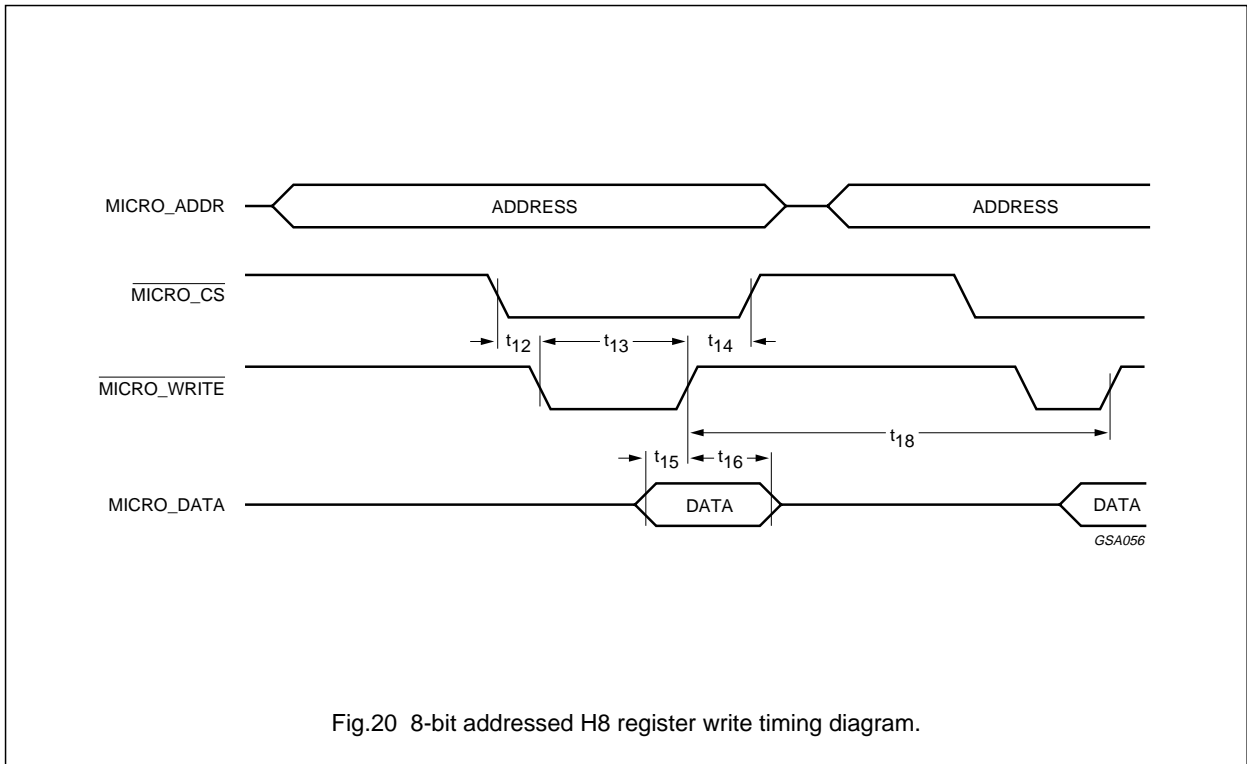 MICRO_ADDR ADDRESS ADDRESS
MICRO_CS
t12 t13 t14
MICRO_WRITE
t18
t15 t16
MICRO_DATA DATA DATA
GSA056
Fig.20 8-bit addressed H8 register write timing diagram.